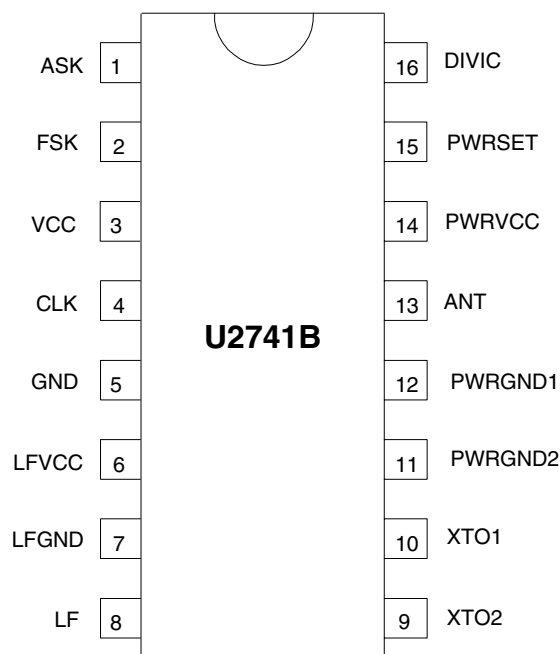 ASK 1 16 DIVIC
FSK 2 15 PWRSET
VCC 3 14 PWRVCC
CLK 4 13 ANT
U2741B
GND 5 12 PWRGND1
LFVCC 6 11 PWRGND2
LFGND 7 10 XTO1
LF 8 9 XTO2